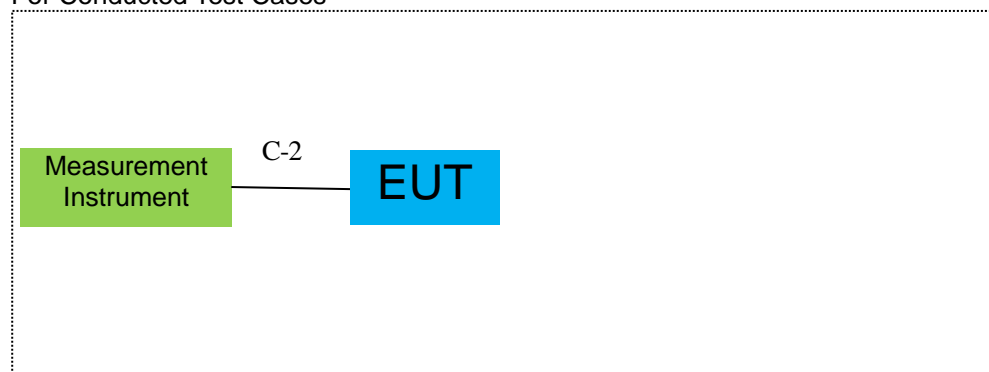 For Conducted Test Cases
C-2
Measurement
Instrument
EUT